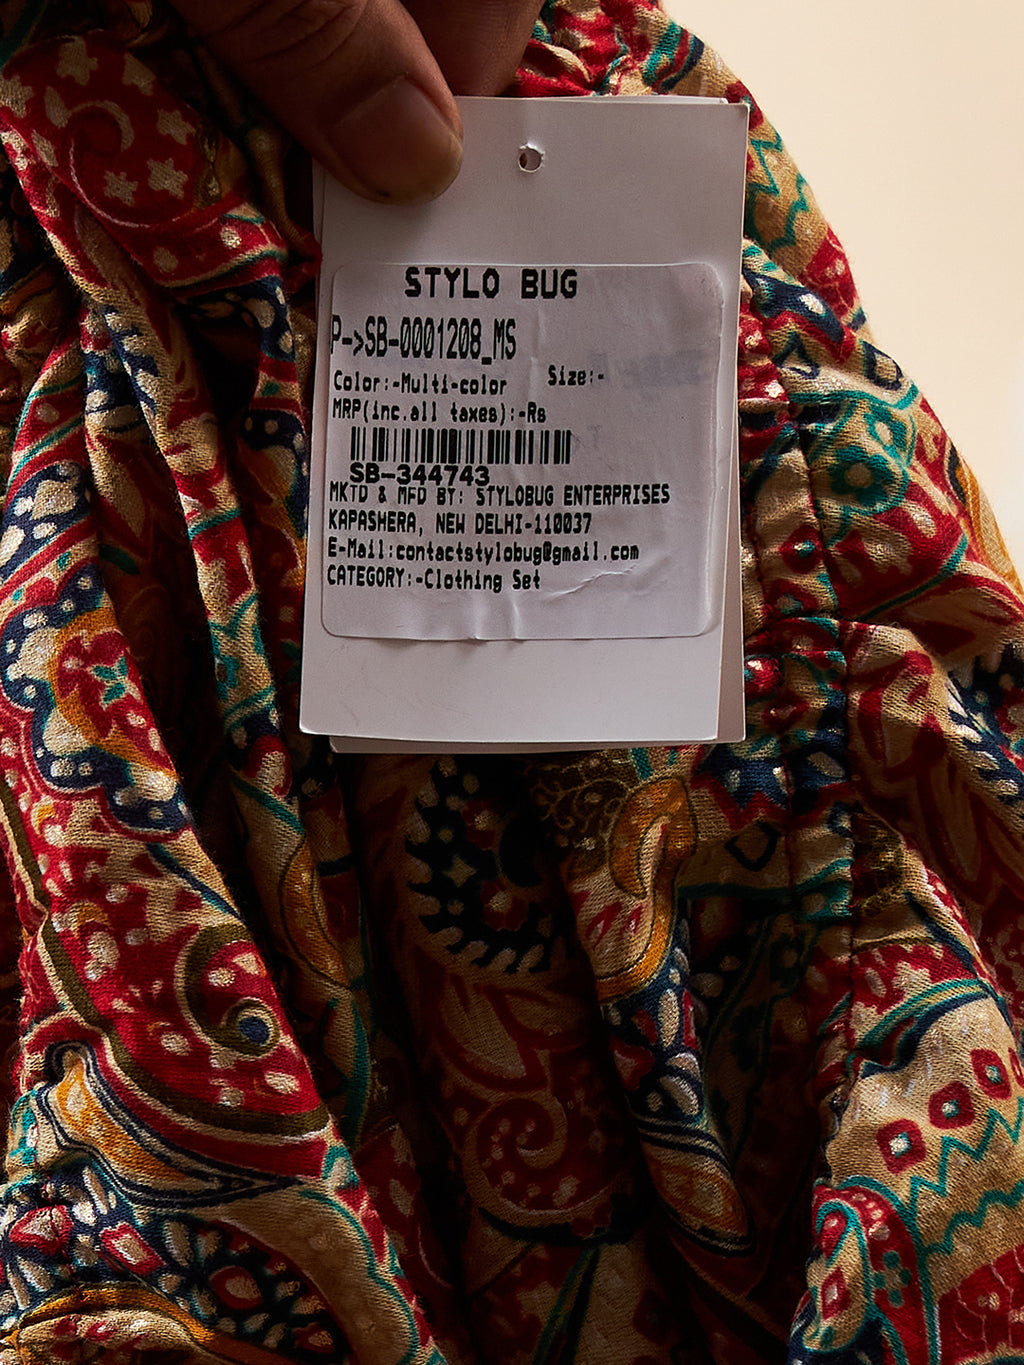 STYLO BUG
P->SB-0001208_MS
Color:-Multi-color Size:-
MRP(inc.all taxes):-Rs
SB-344743
MKTD & MFD BY: STYLOBUG ENTERPRISES
KAPASHERA, NEW DELHI-110037
E-Mail:contactstylobug@gmail.com
CATEGORY:-Clothing Set